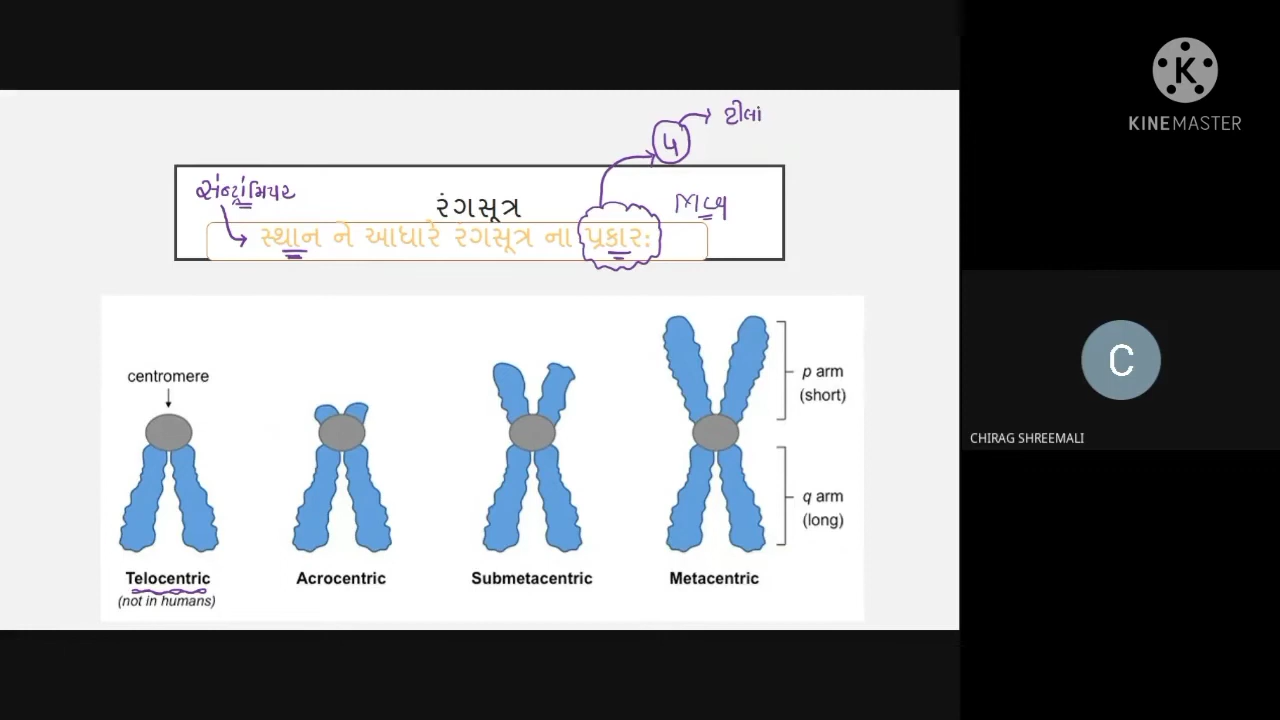 ટીલાં
૫
સેન્ટ્રોમિયર
રંગસૂત્ર
સ્થાન ને આધારે રંગસૂત્ર ના પ્રકાર:
centromere
p arm
(short)
q arm
(long)
Telocentric
(not in humans)
Acrocentric
Submetacentric
Metacentric
K
KINEMASTER
C
CHIRAG SHREEMALI